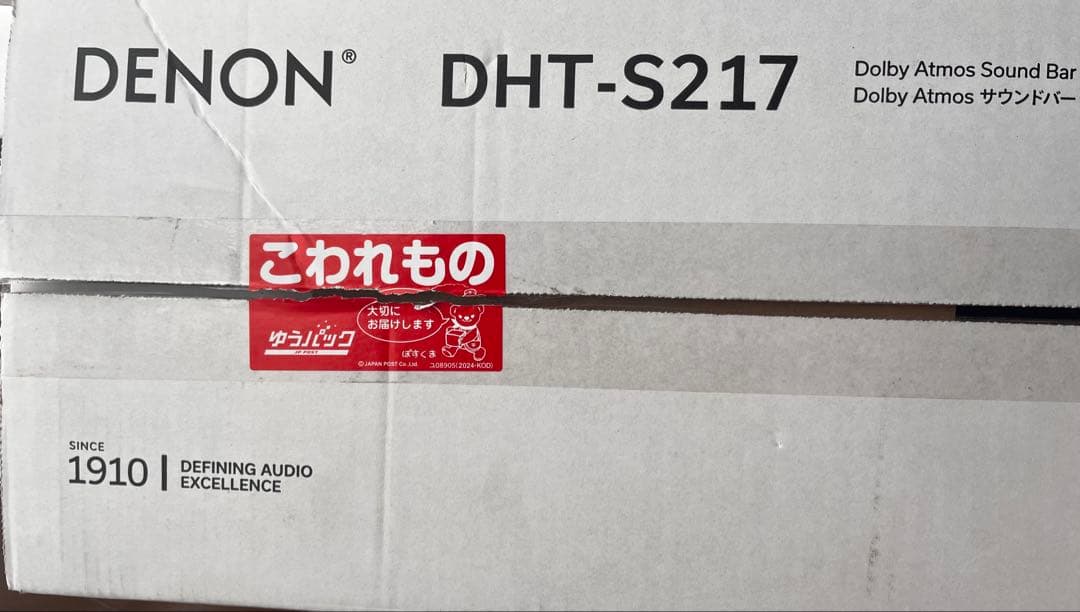 DENON® DHT-S217
Dolby Atmos Sound Bar
Dolby Atmos サウンドバー
こわれもの
大切に
お届けします
ゆうパック
JP POST
ぽすくま
©JAPAN POST Co.,Ltd. ユ08905(2024-KOD)
SINCE
1910
DEFINING AUDIO
EXCELLENCE